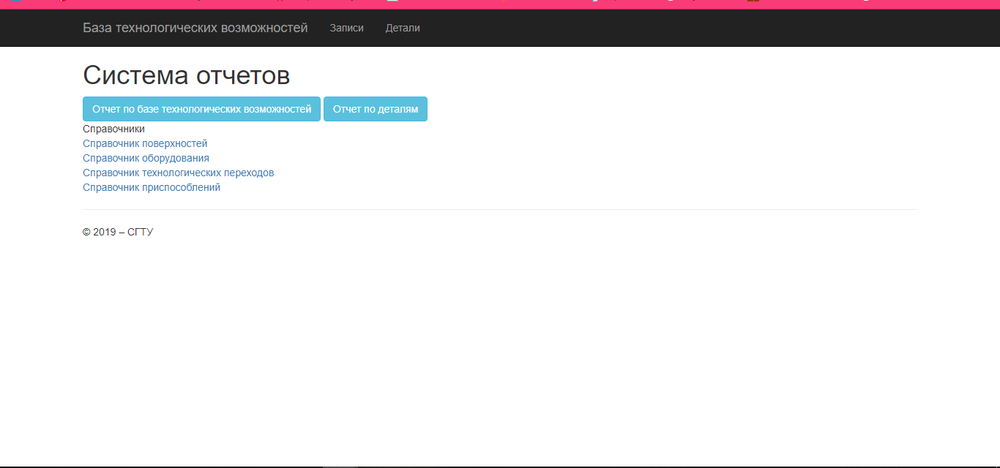 База технологических возможностей Записи Детали
Система отчетов
Отчет по базе технологических возможностей Отчет по деталям
Справочники
Справочник поверхностей
Справочник оборудования
Справочник технологических переходов
Справочник приспособлений
© 2019 – СГТУ